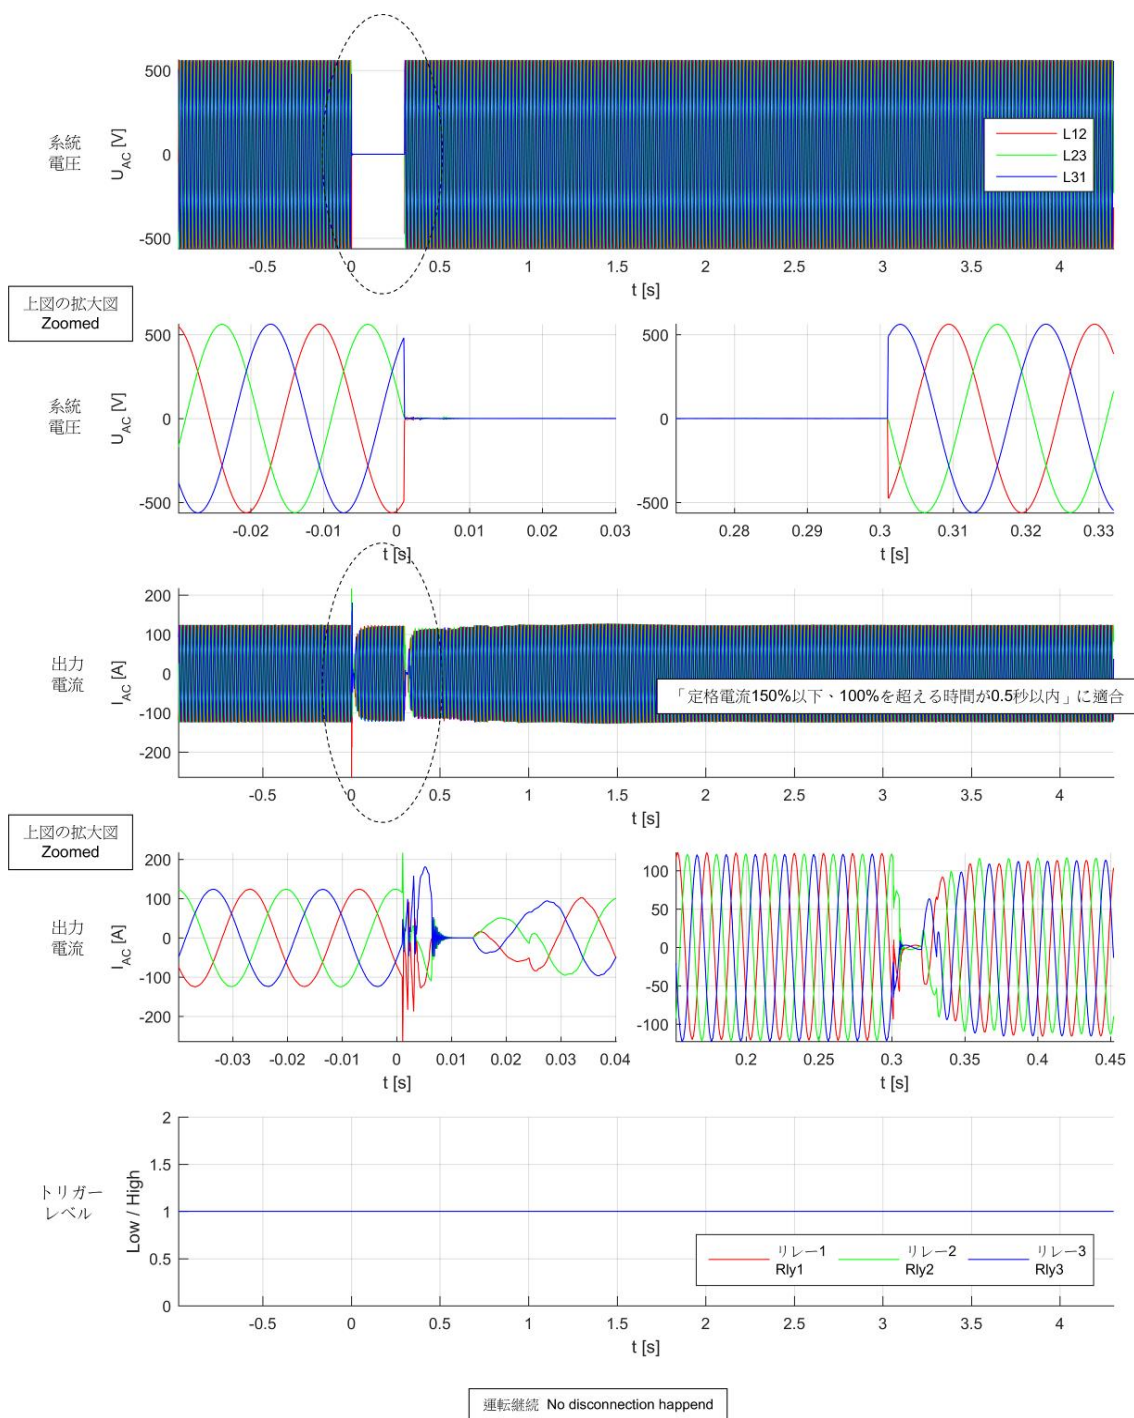 500
0
-500
系統
電圧
U_AC [V]
L12
L23
L31
-0.5 0 0.5 1 1.5 2 2.5 3 3.5 4
t [s]
上図の拡大図
Zoomed
系統
電圧
U_AC [V]
500
0
-500
-0.02 -0.01 0 0.01 0.02 0.03
t [s]
500
0
-500
0.28 0.29 0.3 0.31 0.32 0.33
t [s]
出力
電流
I_AC [A]
200
100
0
-100
-200
「定格電流150%以下、100%を超える時間が0.5秒以内」に適合
-0.5 0 0.5 1 1.5 2 2.5 3 3.5 4
t [s]
上図の拡大図
Zoomed
出力
電流
I_AC [A]
200
100
0
-100
-200
-0.03 -0.02 -0.01 0 0.01 0.02 0.03 0.04
t [s]
100
50
0
-50
-100
0.2 0.25 0.3 0.35 0.4 0.45
t [s]
トリガー
レベル
Low / High
2
1.5
1
0.5
0
リレー1 リレー2 リレー3
Rly1 Rly2 Rly3
-0.5 0 0.5 1 1.5 2 2.5 3 3.5 4
t [s]
運転継続 No disconnection happend